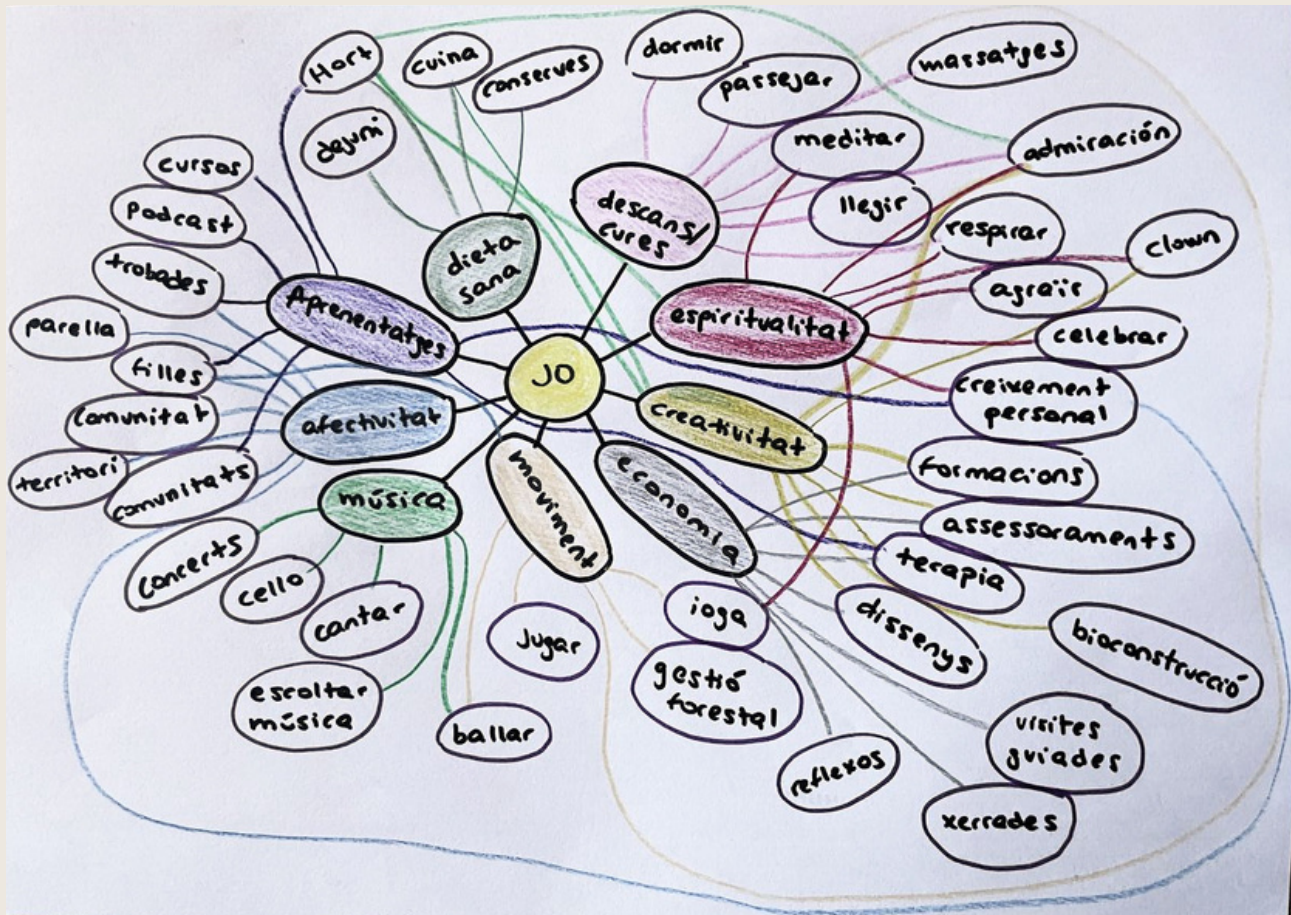 Hort
cuina
conserves
dejuni
dormir
passejar
massatges
meditar
admiración
llegir
respirar
clown
agrair
celebrar
creixement
personal
cursos
podcast
trobades
parella
filles
comunitat
territori
comunitats
dieta
sana
descans/
cures
Aprenentatges
espiritualitat
JO
afectivitat
creativitat
música
moviment
economia
formacions
assessoraments
terapia
dissenys
bioconstrucció
concerts
cello
cantar
escoltar
música
ballar
jugar
ioga
gestió
forestal
reflexos
visites
guiades
xerrades